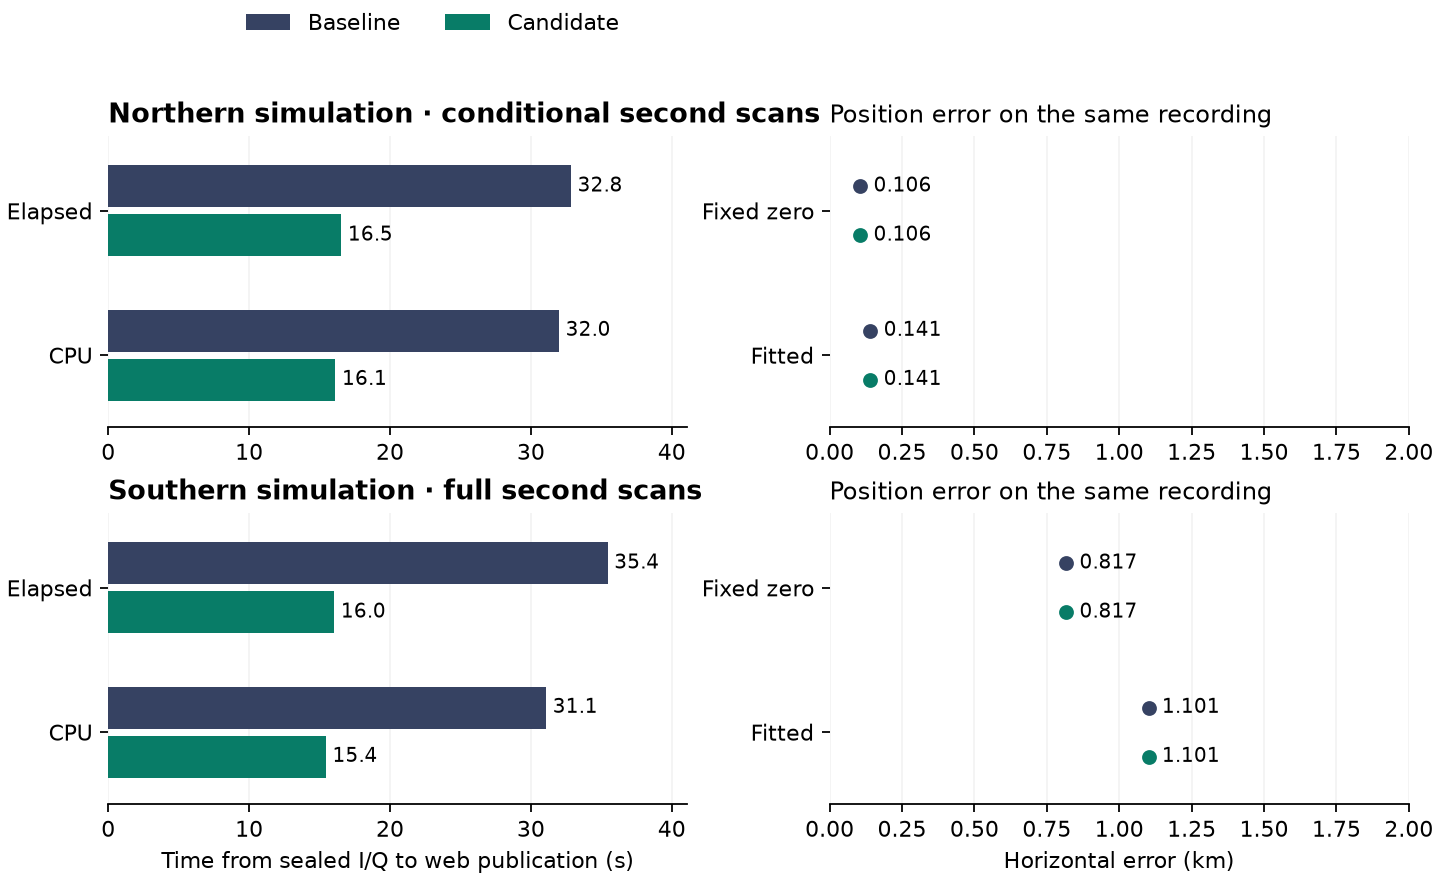 Baseline Candidate
Northern simulation · conditional second scans
Elapsed
32.8
16.5
CPU
32.0
16.1
0 10 20 30 40
Position error on the same recording
Fixed zero
0.106
0.106
Fitted
0.141
0.141
0.00 0.25 0.50 0.75 1.00 1.25 1.50 1.75 2.00
Southern simulation · full second scans
Elapsed
35.4
16.0
CPU
31.1
15.4
0 10 20 30 40
Time from sealed I/Q to web publication (s)
Position error on the same recording
Fixed zero
0.817
0.817
Fitted
1.101
1.101
0.00 0.25 0.50 0.75 1.00 1.25 1.50 1.75 2.00
Horizontal error (km)